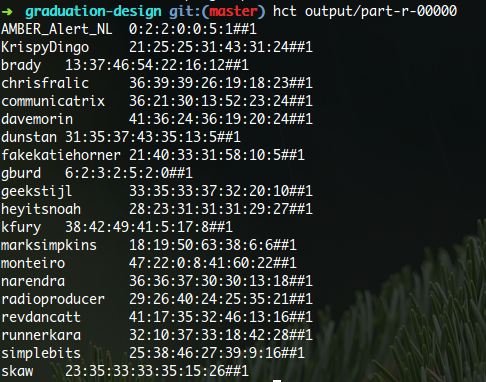 ➜ graduation-design git:(master) hct output/part-r-00000
AMBER_Alert_NL 0:2:2:0:0:5:1##1
KrispyDingo 21:25:25:31:43:31:24##1
brady 13:37:46:54:22:16:12##1
chrisfralic 36:39:39:26:19:18:23##1
communicatrix 36:21:30:13:52:23:24##1
davemorin 41:36:24:36:19:20:24##1
dunstan 31:35:37:43:35:13:5##1
fakekatiehorner 21:40:33:31:58:10:5##1
gburd 6:2:3:2:5:2:0##1
geekstijl 33:35:33:37:32:20:10##1
heyitsnoah 28:23:31:31:31:29:27##1
kfury 38:42:49:41:5:17:8##1
marksimpkins 18:19:50:63:38:6:6##1
monteiro 47:22:0:8:41:60:22##1
narendra 36:36:37:30:30:13:18##1
radioproducer 29:26:40:24:25:35:21##1
revdancatt 41:17:35:32:46:13:16##1
runnerkara 32:10:37:33:18:42:28##1
simplebits 25:38:46:27:39:9:16##1
skaw 23:35:33:33:35:15:26##1